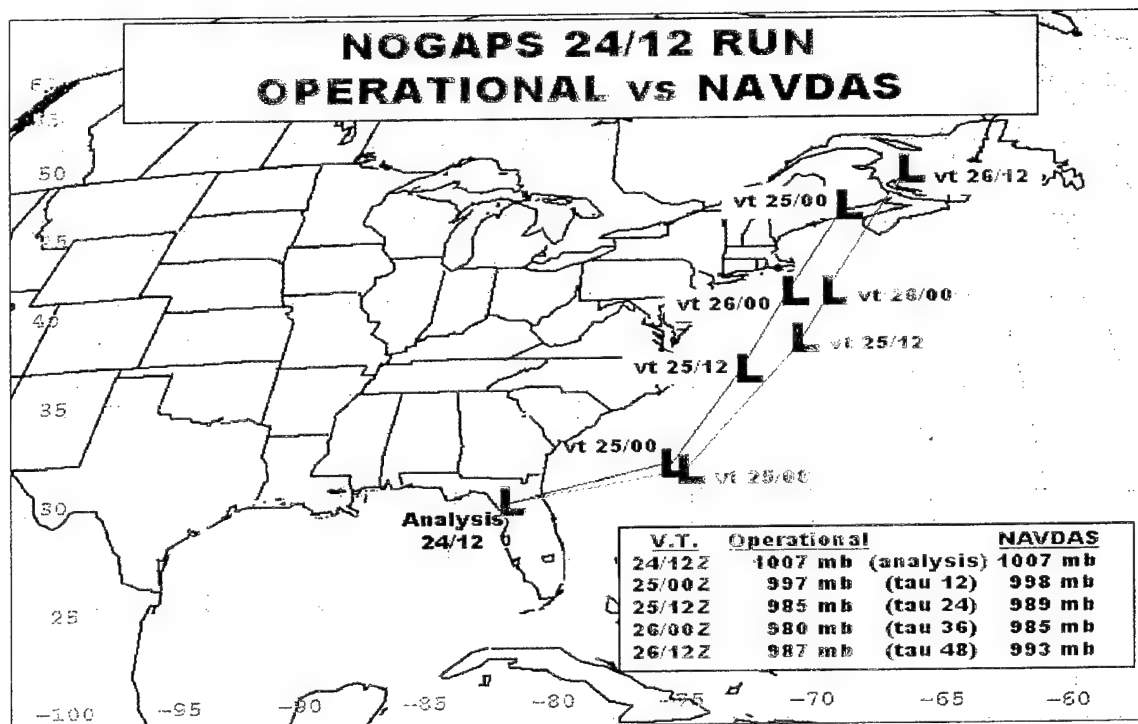 NOGAPS 24/12 RUN
OPERATIONAL vs NAVDAS
50
vt 26/12
vt 25/00
vt 26/00
vt 26/00
40
vt 25/12
vt 25/12
35
vt 25/00
vt 25/00
30
Analysis
24/12
V.T. Operational NAVDAS
24/12Z 1007 mb (analysis) 1007 mb
25/00Z 997 mb (tau 12) 998 mb
25/12Z 985 mb (tau 24) 989 mb
26/00Z 980 mb (tau 36) 985 mb
26/12Z 987 mb (tau 48) 993 mb
25
-100 -95 -90 -85 -80 -75 -70 -65 -60
L
L
L
L
L
L
L
L
L